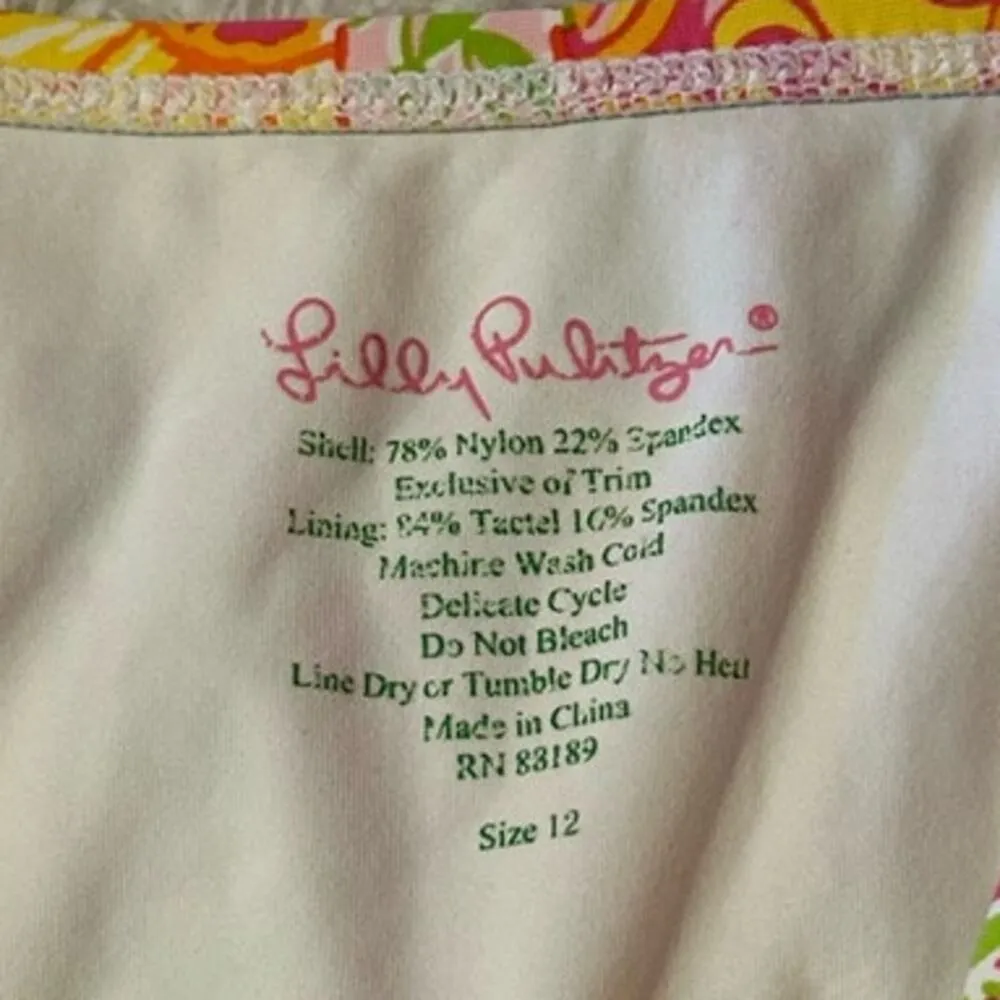 Lilly Pulitzer®
Shell: 78% Nylon 22% Spandex
Exclusive of Trim
Lining: 84% Tactel 16% Spandex
Machine Wash Cold
Delicate Cycle
Do Not Bleach
Line Dry or Tumble Dry No Heat
Made in China
RN 83189
Size 12